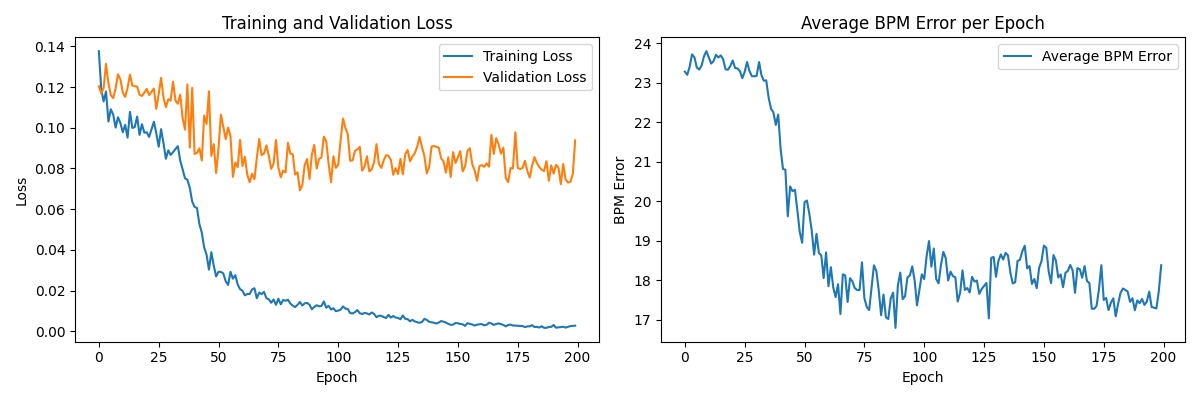 Training and Validation Loss
Loss
0.14
0.12
0.10
0.08
0.06
0.04
0.02
0.00
Training Loss
Validation Loss
0 25 50 75 100 125 150 175 200
Epoch
Average BPM Error per Epoch
BPM Error
24
23
22
21
20
19
18
17
Average BPM Error
0 25 50 75 100 125 150 175 200
Epoch